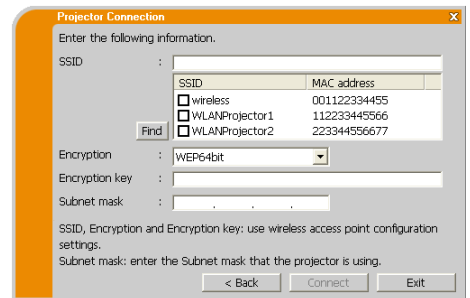 Projector Connection x
Enter the following information.
SSID :
SSID MAC address
wireless 001122334455
WLANProjector1 112233445566
Find WLANProjector2 223344556677
Encryption : WEP64bit
Encryption key :
Subnet mask : . . .
SSID, Encryption and Encryption key: use wireless access point configuration
settings.
Subnet mask: enter the Subnet mask that the projector is using.
< Back Connect Exit